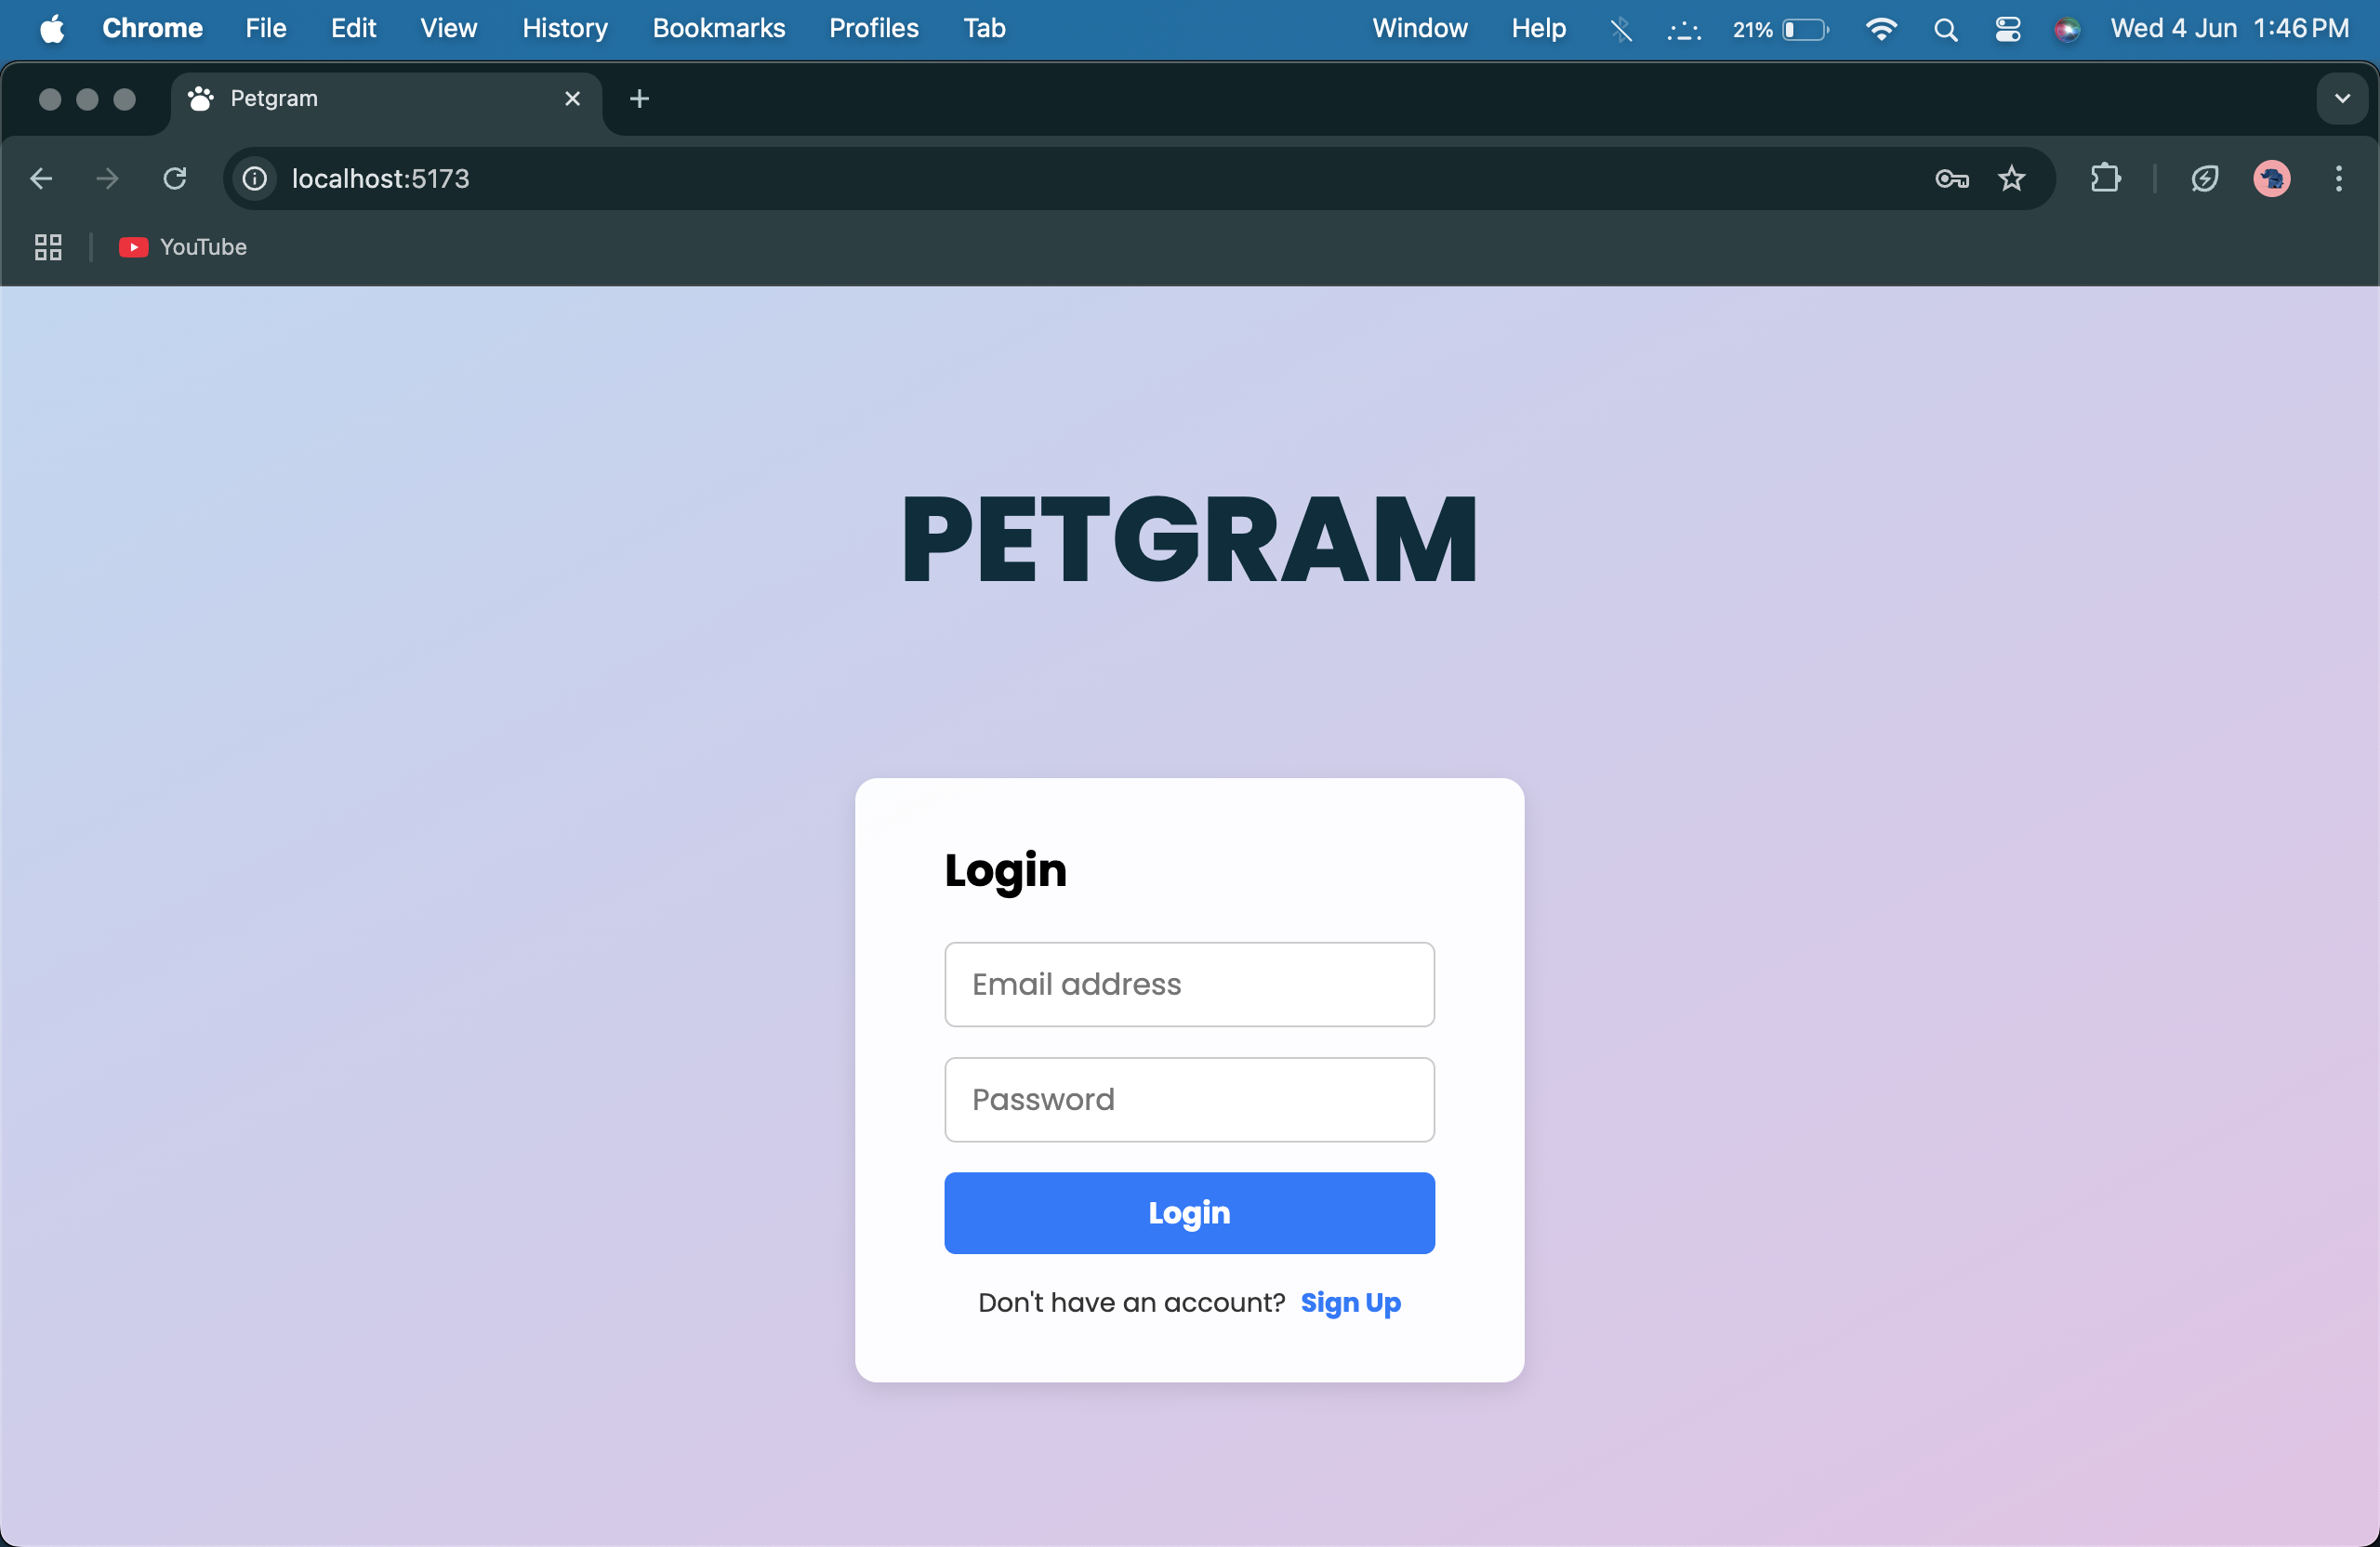 Chrome File Edit View History Bookmarks Profiles Tab Window Help 21% Wed 4 Jun 1:46 PM
Petgram
localhost:5173
YouTube
PETGRAM
Login
Email address
Password
Login
Don't have an account? Sign Up